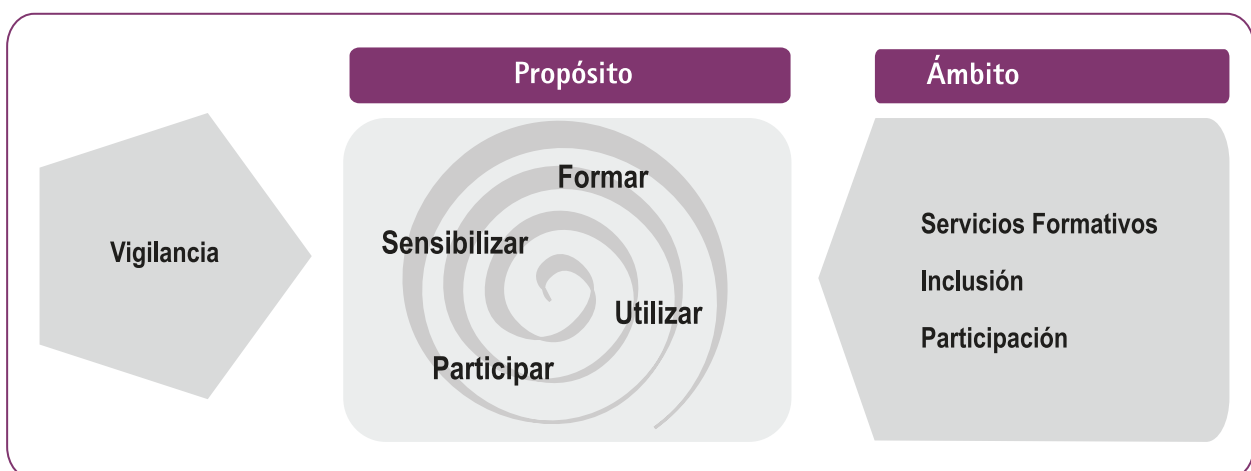 Propósito
Ámbito
Vigilancia
Formar
Sensibilizar
Utilizar
Participar
Servicios Formativos
Inclusión
Participación